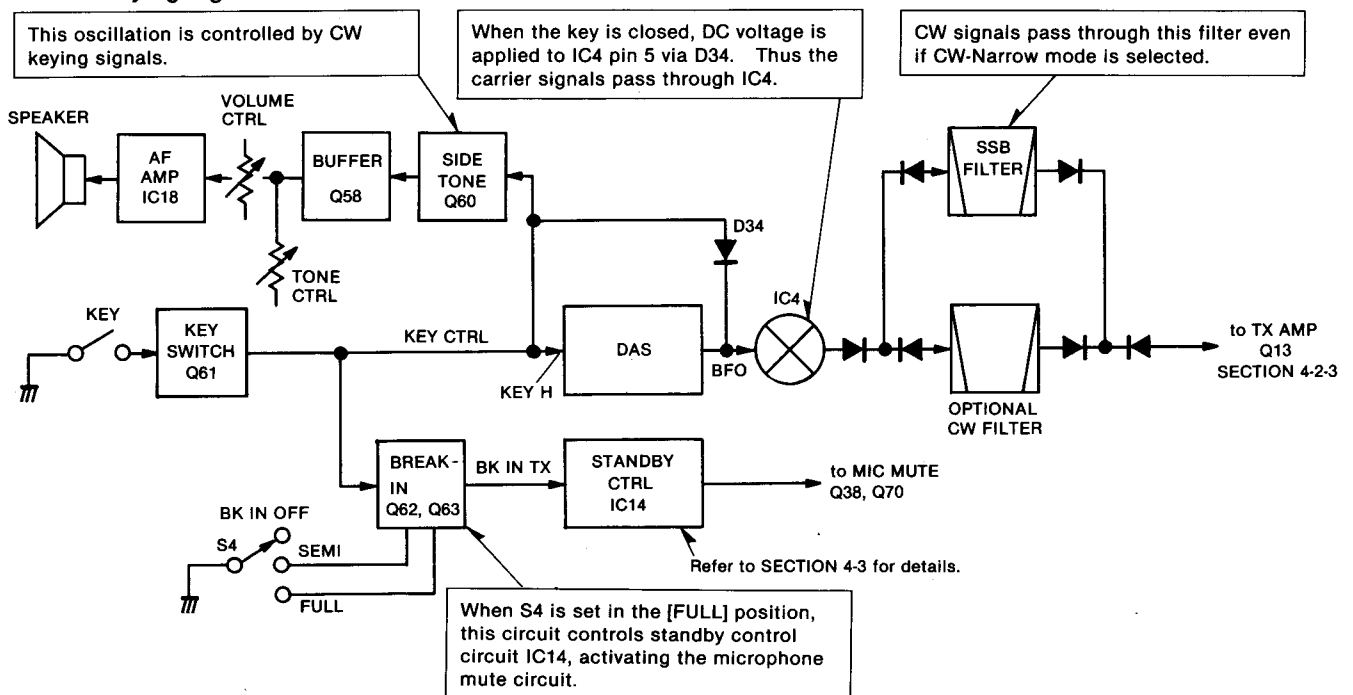 This oscillation is controlled by CW
keying signals.
When the key is closed, DC voltage is
applied to IC4 pin 5 via D34. Thus the
carrier signals pass through IC4.
CW signals pass through this filter even
if CW-Narrow mode is selected.
SPEAKER
VOLUME
CTRL
AF
AMP
IC18
BUFFER
Q58
SIDE
TONE
Q60
SSB
FILTER
TONE
CTRL
D34
IC4
KEY
KEY
SWITCH
Q61
KEY CTRL
KEY H
DAS
BFO
OPTIONAL
CW FILTER
to TX AMP
Q13
SECTION 4-2-3
BREAK-
IN
Q62, Q63
BK IN TX
STANDBY
CTRL
IC14
to MIC MUTE
Q38, Q70
BK IN OFF
S4
SEMI
FULL
Refer to SECTION 4-3 for details.
When S4 is set in the [FULL] position,
this circuit controls standby control
circuit IC14, activating the microphone
mute circuit.